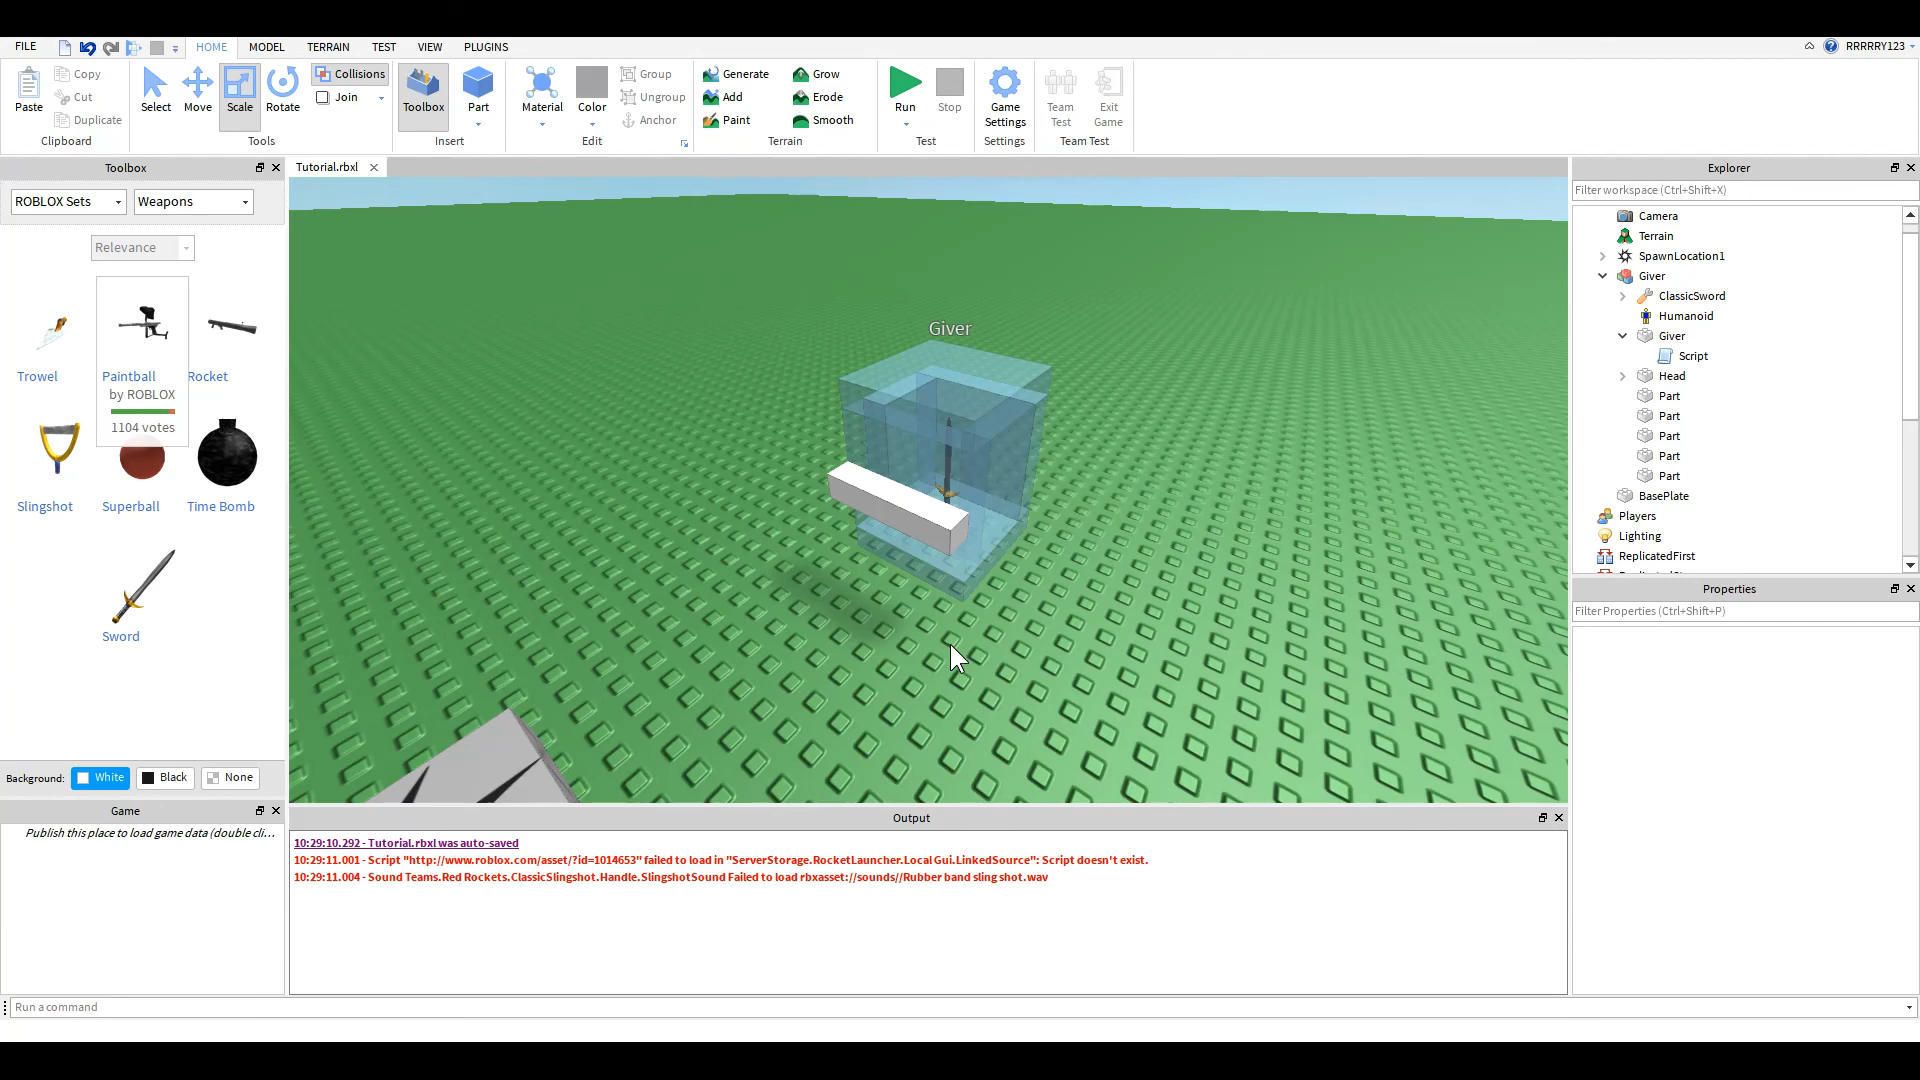 FILE HOME MODEL TERRAIN TEST VIEW PLUGINS RRRRRY123
Paste Copy Cut Duplicate
Clipboard
Select Move Scale Rotate Collisions Join
Tools
Toolbox Part
Insert
Material Color Group Ungroup Anchor
Edit
Generate Grow
Add Erode
Paint Smooth
Terrain
Run Stop
Test
Game Settings
Settings
Team Test Exit Game
Team Test
Toolbox
ROBLOX Sets Weapons
Relevance
Trowel Paintball Rocket
by ROBLOX
1104 votes
Slingshot Superball Time Bomb
Sword
Background: White Black None
Game
Publish this place to load game data (double cli...
Tutorial.rbxl
Giver
Output
10:29:10.292 - Tutorial.rbxl was auto-saved
10:29:11.001 - Script "http://www.roblox.com/asset/?id=1014653" failed to load in "ServerStorage.RocketLauncher.Local Gui.LinkedSource": Script doesn't exist.
10:29:11.004 - Sound Teams.Red Rockets.ClassicSlingshot.Handle.SlingshotSound Failed to load rbxasset://sounds//Rubber band sling shot.wav
Explorer
Filter workspace (Ctrl+Shift+X)
Camera
Terrain
SpawnLocation1
Giver
ClassicSword
Humanoid
Giver
Script
Head
Part
Part
Part
Part
Part
BasePlate
Players
Lighting
ReplicatedFirst
Properties
Filter Properties (Ctrl+Shift+P)
Run a command